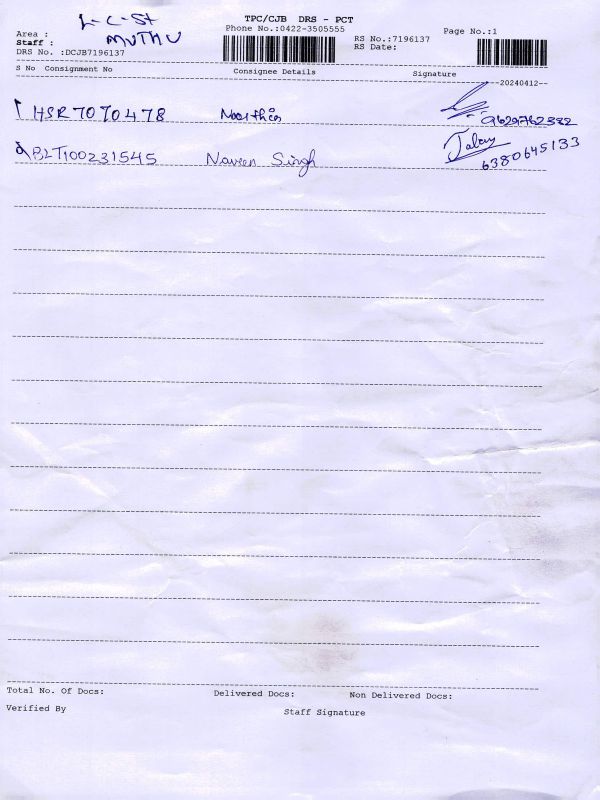 L-C-St
TPC/CJB DRS - PCT
Area :
Phone No.:0422-3505555
Page No.:1
Staff : MUTHU
RS No.:7196137
DRS No. :DCJB7196137
RS Date:
S No Consignment No Consignee Details Signature
--20240412--
1 HSR7070478 9629762332
2 BLT100231545 Naveen Singh 6380645133
Total No. Of Docs: Delivered Docs: Non Delivered Docs:
Verified By Staff Signature